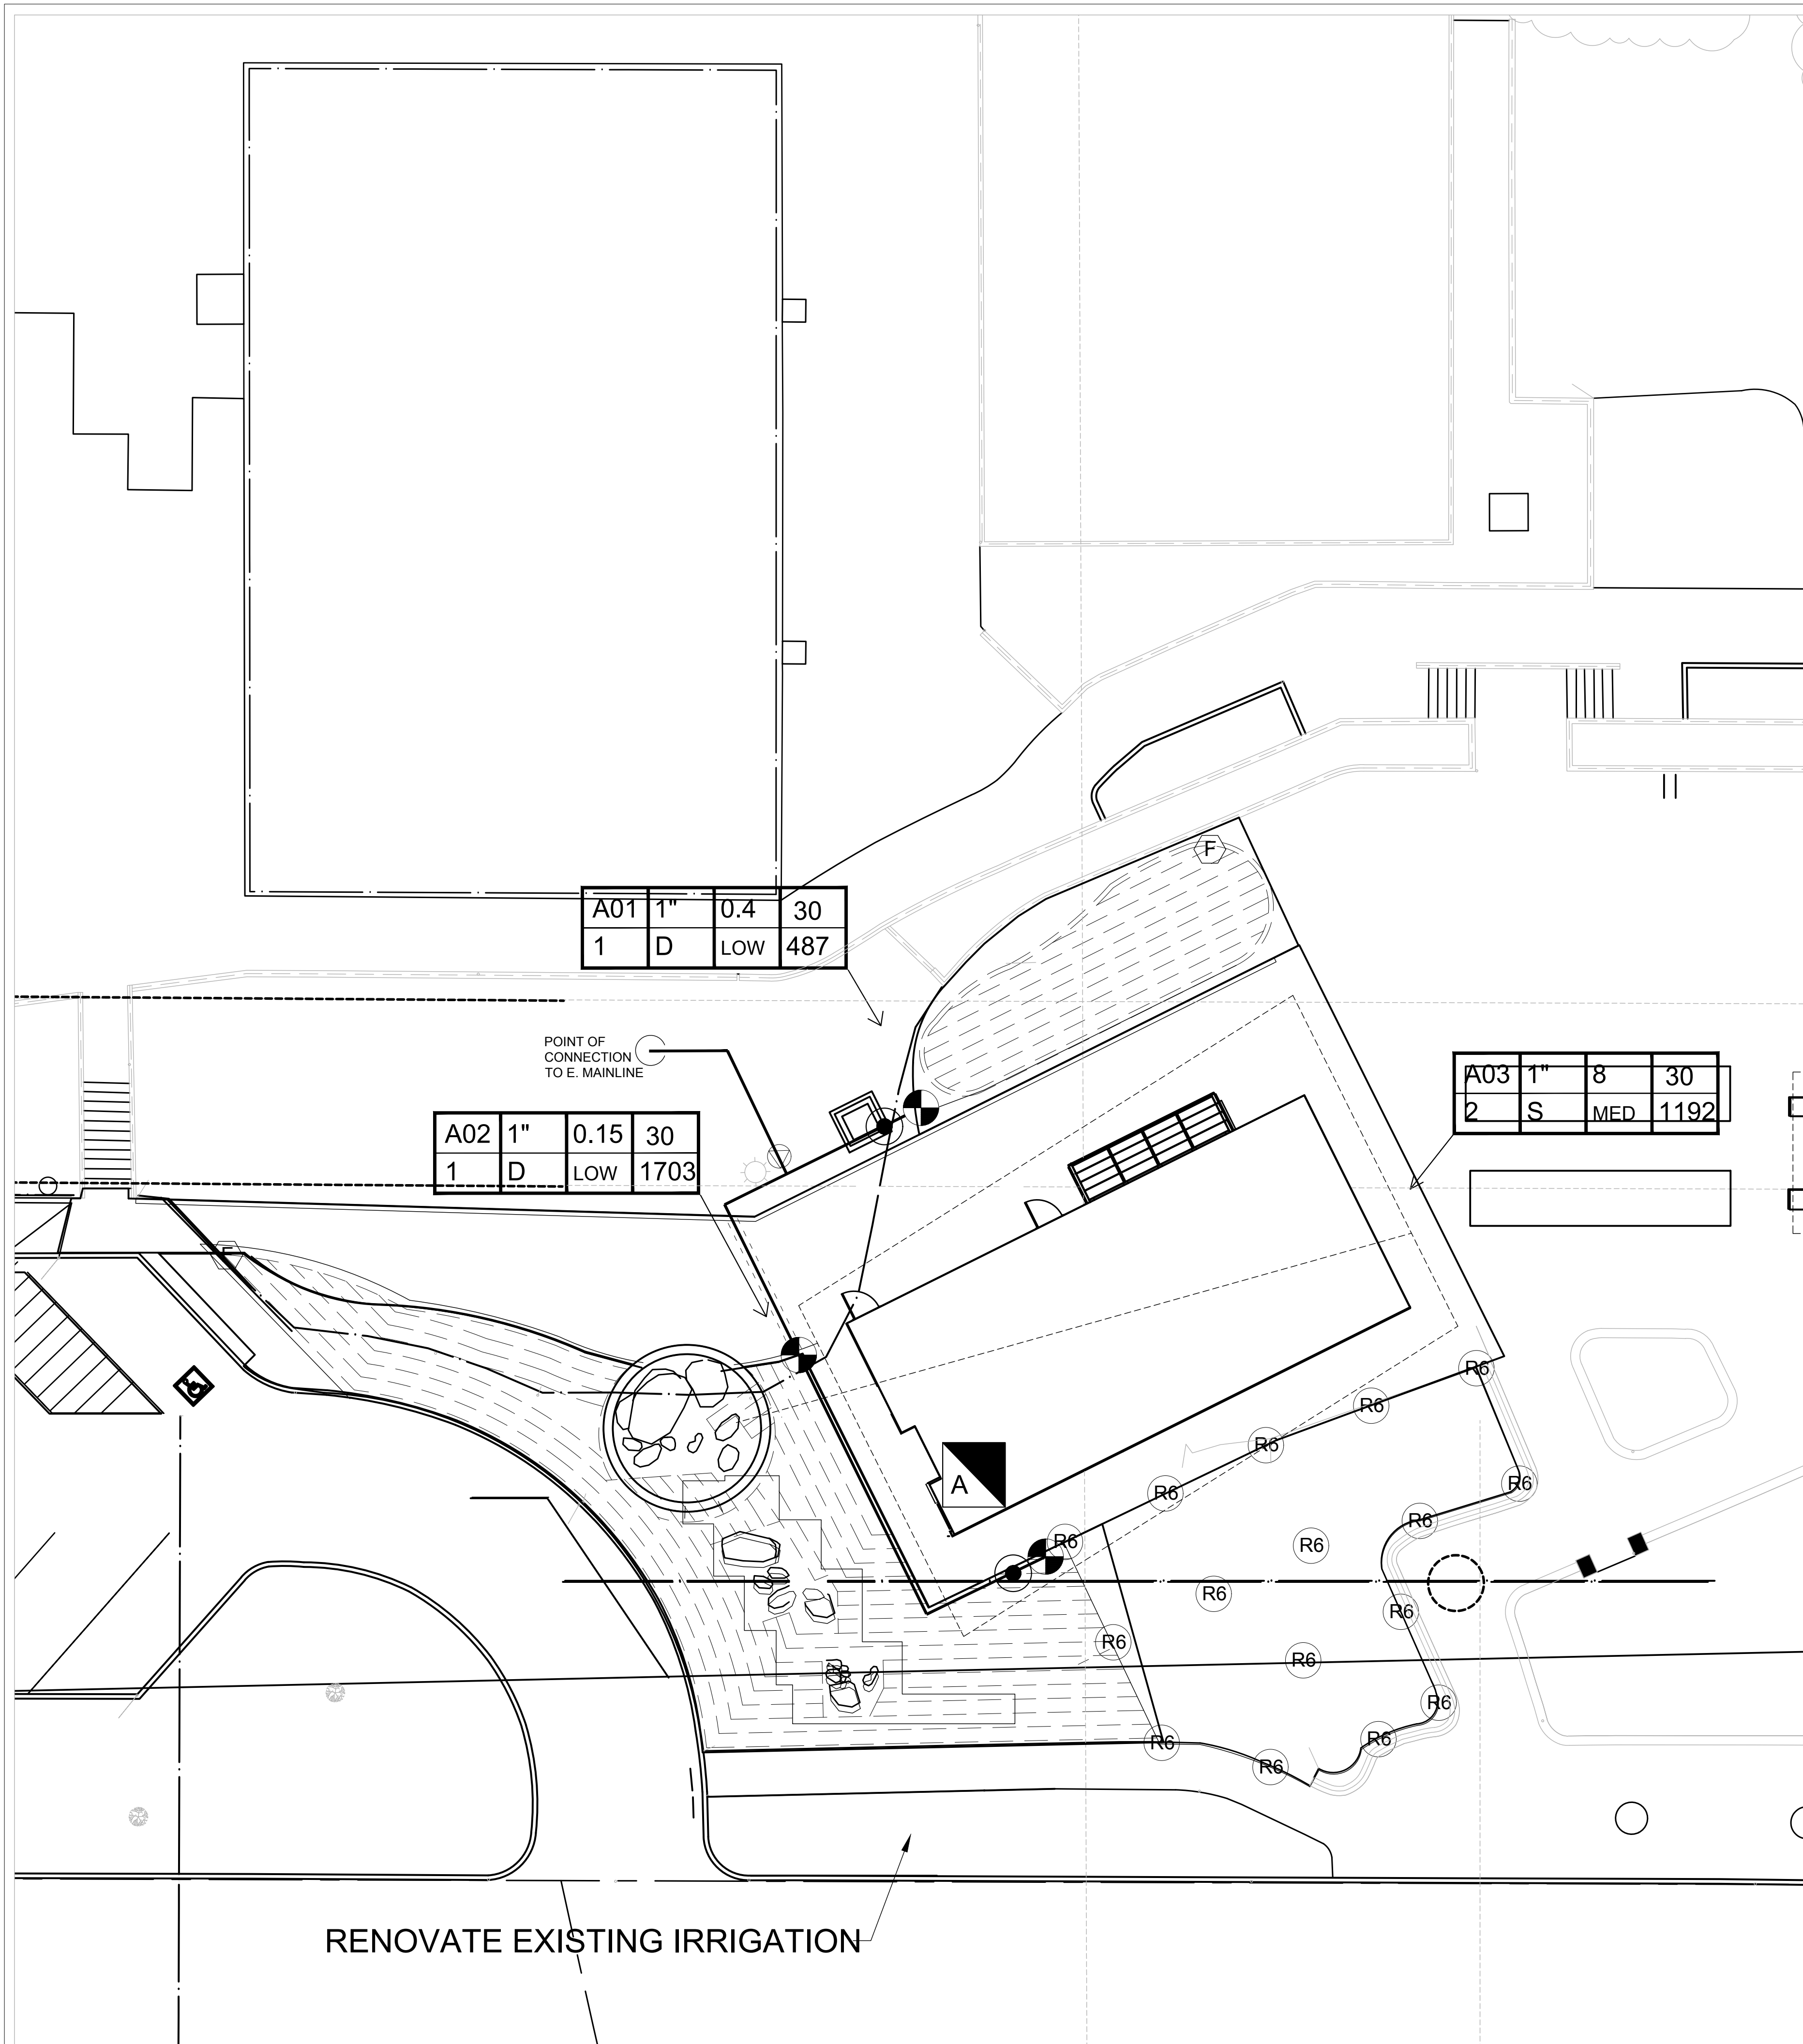 F
A01 1" 0.4 30
1 D LOW 487
POINT OF
CONNECTION
TO E. MAINLINE
A03 1" 8 30
2 S MED 1192
A02 1" 0.15 30
1 D LOW 1703
F
R6
R6
R6
R6
A
R6
R6
R6
R6
R6
R6
R6
R6
R6
R6
R6
R6
RENOVATE EXISTING IRRIGATION